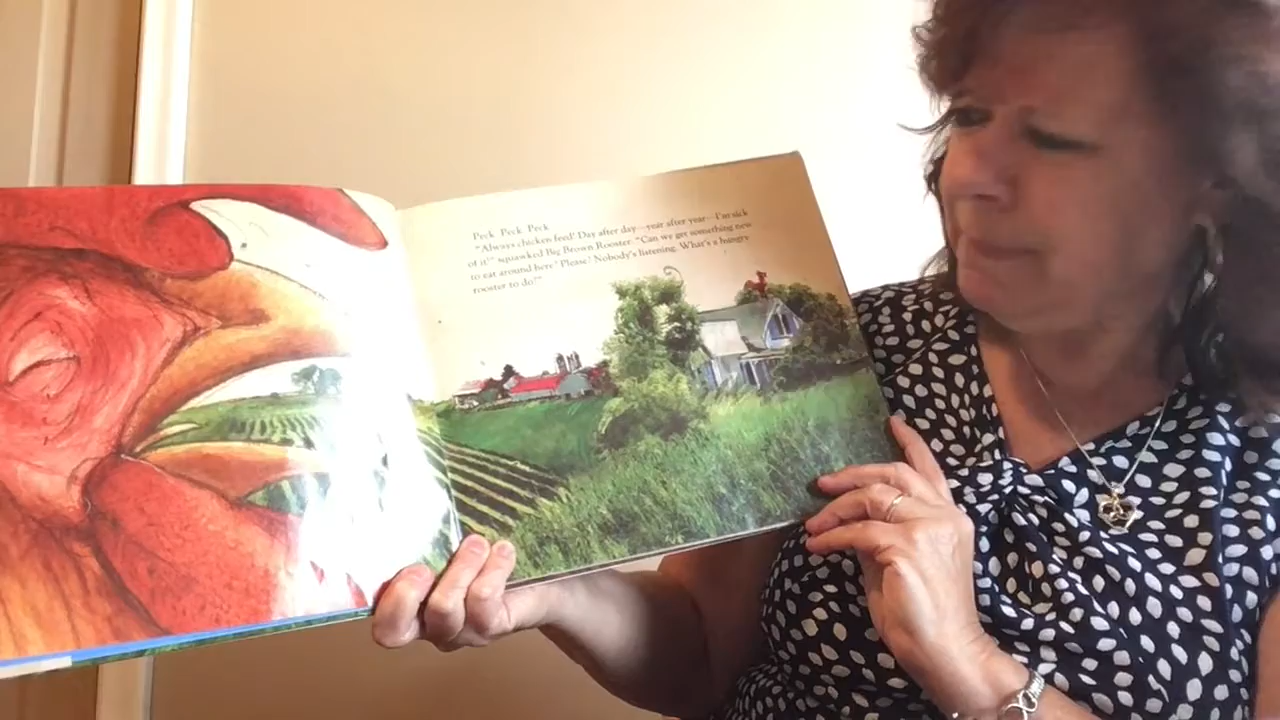 Peck Peck Peck
"Always chicken feed! Day after day—year after year—I'm sick
of it!" squawked Big Brown Rooster. "Can we get something new
to eat around here? Please? Nobody's listening. What's a hungry
rooster to do?"